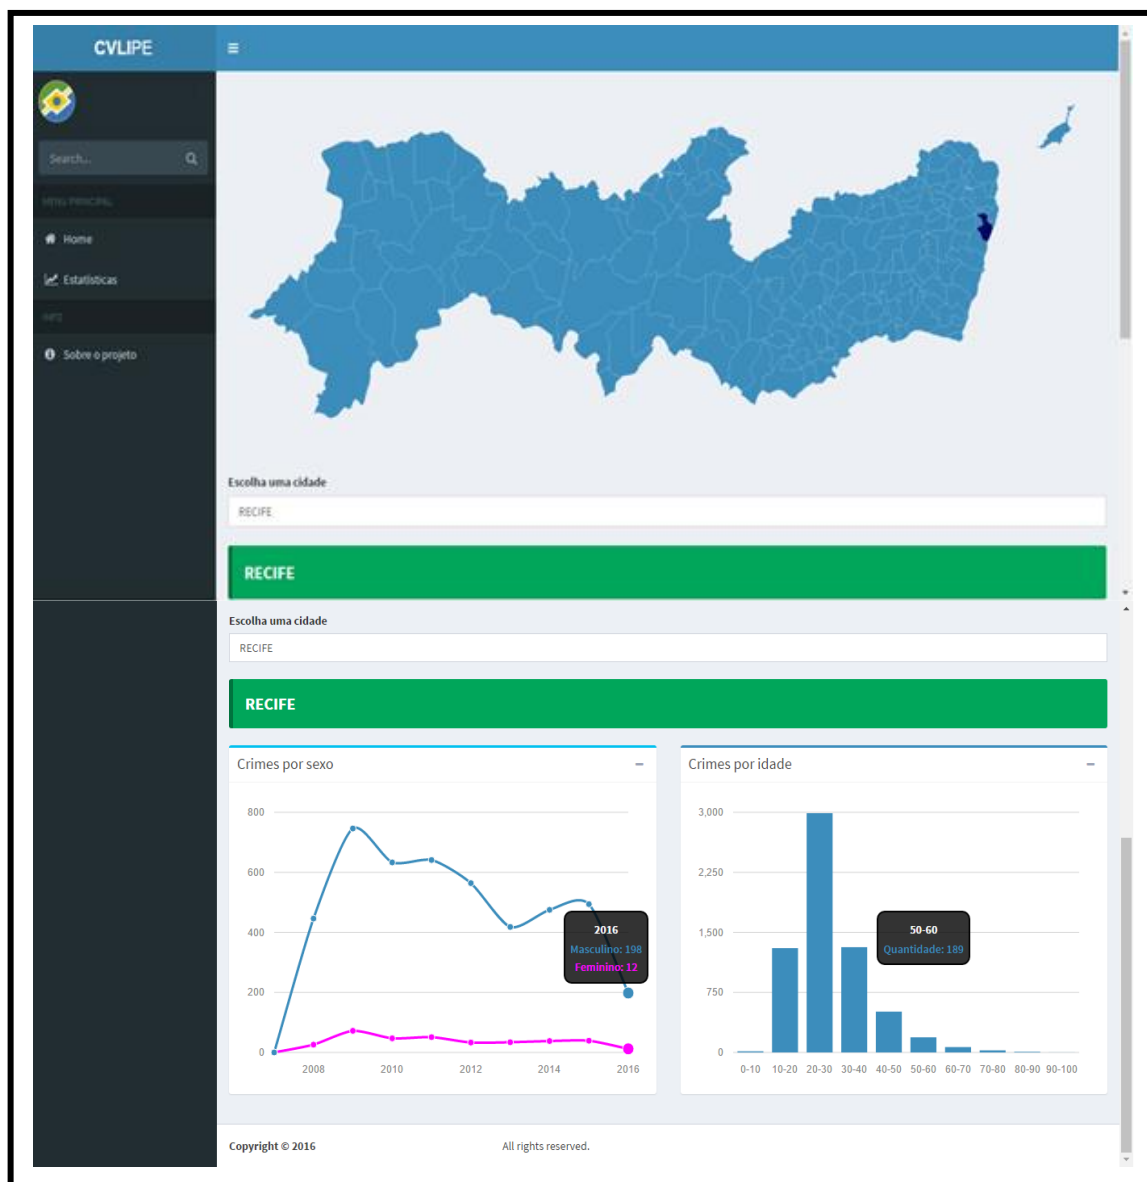 CVLIPE
Search...
MENU PRINCIPAL
Home
Estatísticas
INFO
Sobre o projeto
Escolha uma cidade
RECIFE
RECIFE
Escolha uma cidade
RECIFE
RECIFE
Crimes por sexo
800
600
400
200
0
2008 2010 2012 2014 2016
2016
Masculino: 198
Feminino: 12
Crimes por idade
3,000
2,250
1,500
750
0
0-10 10-20 20-30 30-40 40-50 50-60 60-70 70-80 80-90 90-100
50-60
Quantidade: 189
Copyright © 2016 All rights reserved.